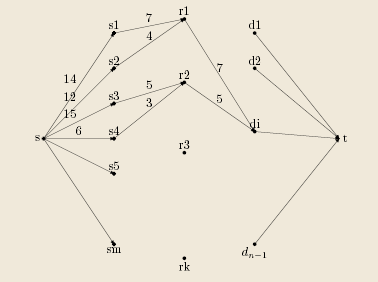 r1
s1 7 d1
4
s2 d2
14 7
r2
12 s3 5 5
15 3
6 s4 di
s t
r3
s5
sm d_{n-1}
rk